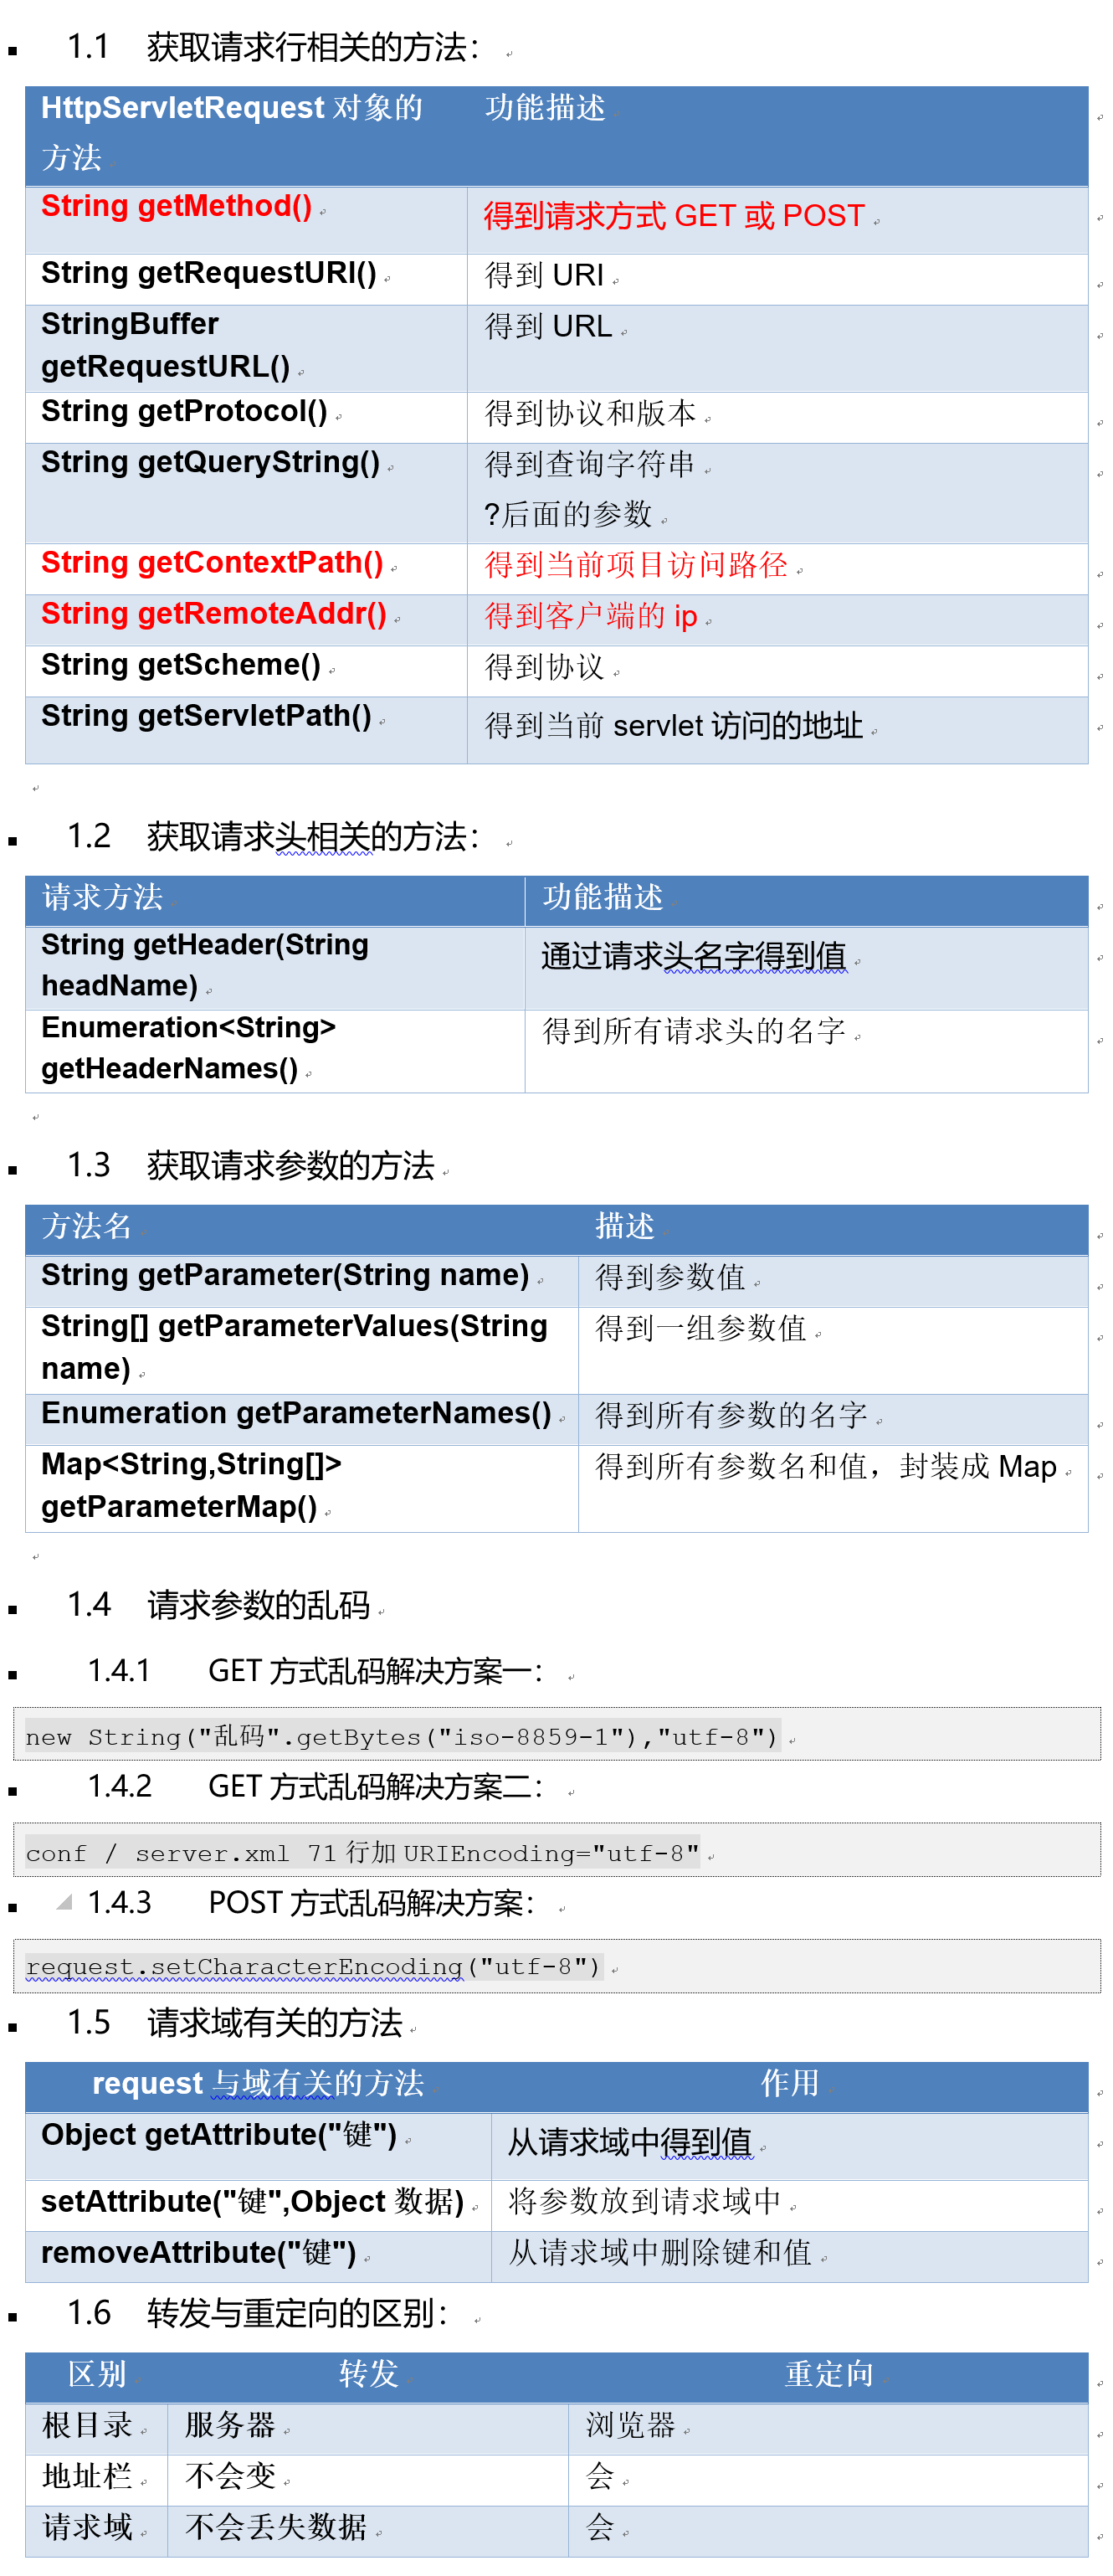 1.1 获取请求行相关的方法：
HttpServletRequest 对象的 功能描述
方法
String getMethod() 得到请求方式 GET 或 POST
String getRequestURI() 得到 URI
StringBuffer 得到 URL
getRequestURL()
String getProtocol() 得到协议和版本
String getQueryString() 得到查询字符串
?后面的参数
String getContextPath() 得到当前项目访问路径
String getRemoteAddr() 得到客户端的 ip
String getScheme() 得到协议
String getServletPath() 得到当前 servlet 访问的地址
1.2 获取请求头相关的方法：
请求方法 功能描述
String getHeader(String 通过请求头名字得到值
headName)
Enumeration<String> 得到所有请求头的名字
getHeaderNames()
1.3 获取请求参数的方法
方法名 描述
String getParameter(String name) 得到参数值
String[] getParameterValues(String 得到一组参数值
name)
Enumeration getParameterNames() 得到所有参数的名字
Map<String,String[]> 得到所有参数名和值，封装成 Map
getParameterMap()
1.4 请求参数的乱码
1.4.1 GET 方式乱码解决方案一：
new String("乱码".getBytes("iso-8859-1"),"utf-8")
1.4.2 GET 方式乱码解决方案二：
conf / server.xml 71 行加 URIEncoding="utf-8"
1.4.3 POST 方式乱码解决方案：
request.setCharacterEncoding("utf-8")
1.5 请求域有关的方法
request 与域有关的方法 作用
Object getAttribute("键") 从请求域中得到值
setAttribute("键",Object 数据) 将参数放到请求域中
removeAttribute("键") 从请求域中删除键和值
1.6 转发与重定向的区别：
区别 转发 重定向
根目录 服务器 浏览器
地址栏 不会变 会
请求域 不会丢失数据 会